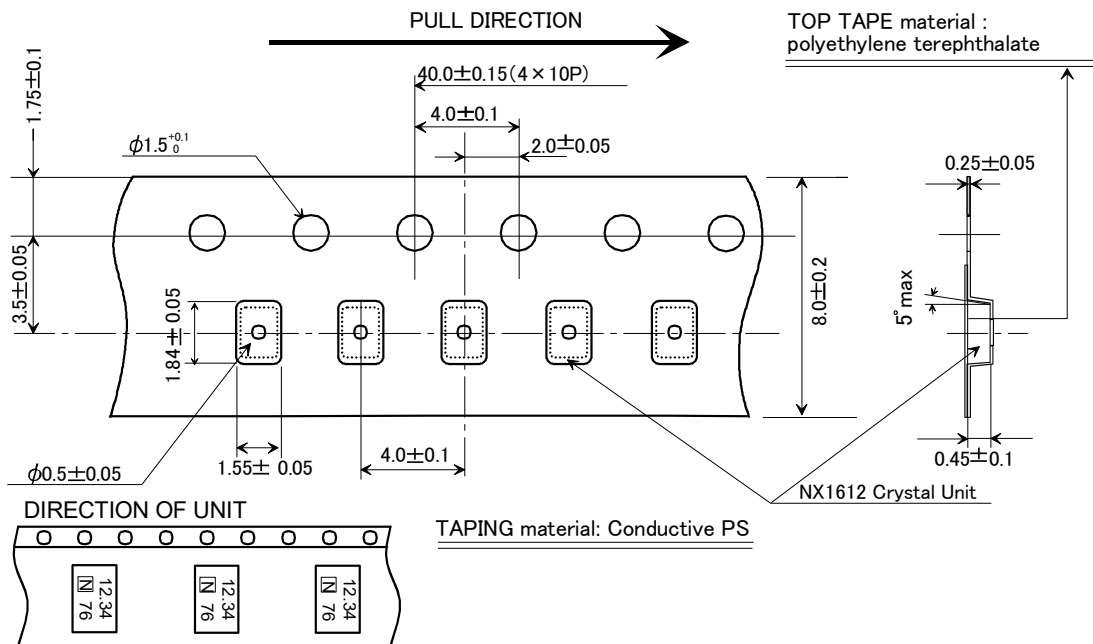 PULL DIRECTION
TOP TAPE material :
polyethylene terephthalate
1.75±0.1
40.0±0.15(4×10P)
4.0±0.1
2.0±0.05
ϕ1.5 +0.1 0
0.25±0.05
3.5±0.05
1.84± 0.05
8.0±0.2
5°max
ϕ0.5±0.05
1.55± 0.05
4.0±0.1
0.45±0.1
NX1612 Crystal Unit
DIRECTION OF UNIT
TAPING material: Conductive PS
12.34
N 76
12.34
N 76
12.34
N 76